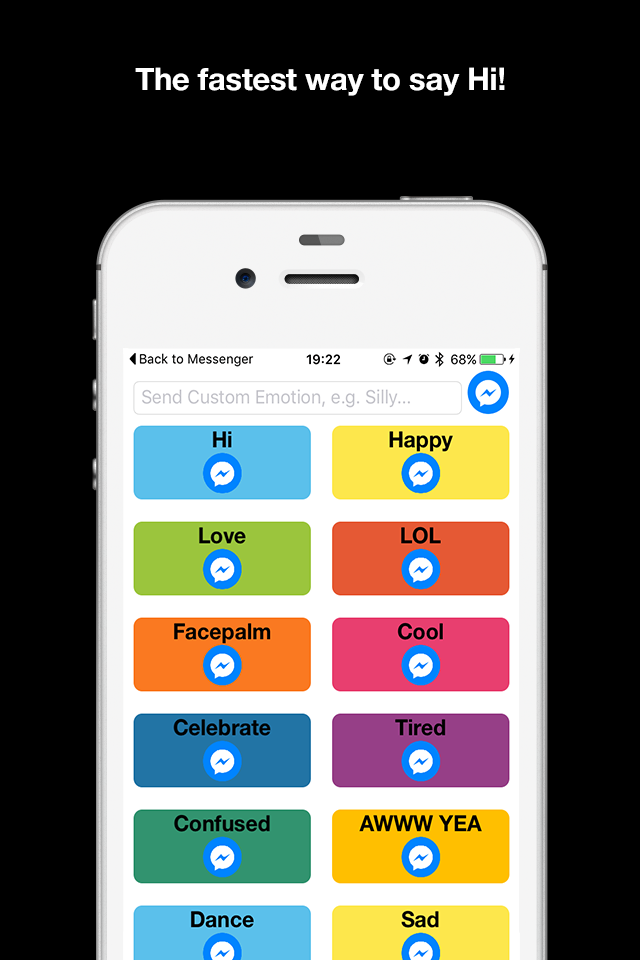 The fastest way to say Hi!
Back to Messenger 19:22 68%
Send Custom Emotion, e.g. Silly...
Hi Happy
Love LOL
Facepalm Cool
Celebrate Tired
Confused AWWW YEA
Dance Sad